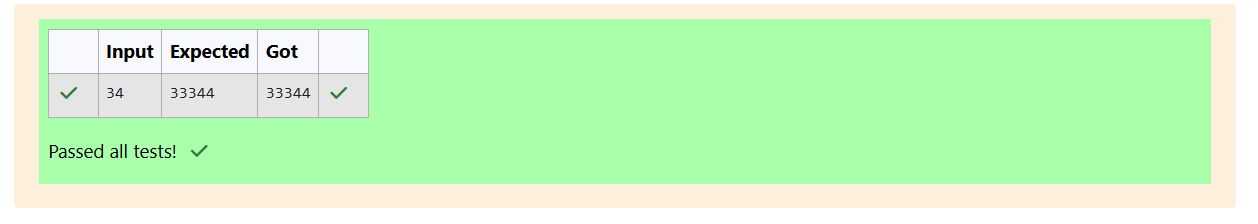 Input Expected Got
34 33344 33344
Passed all tests!